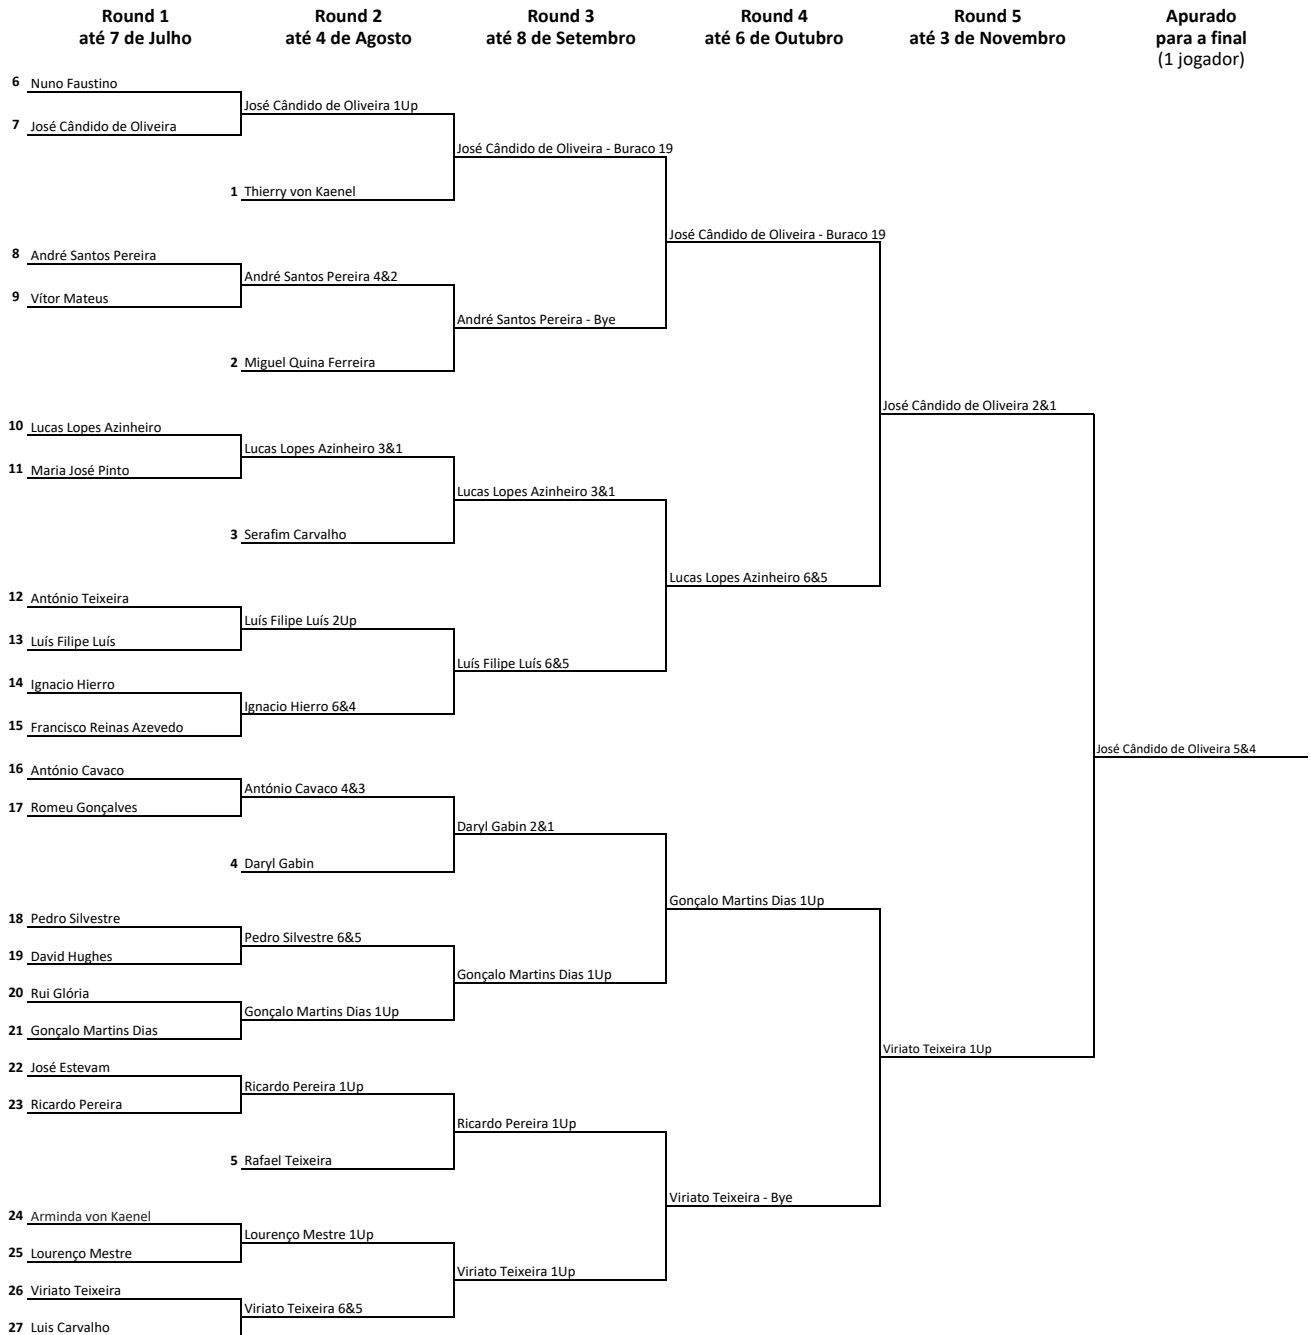 Round 1
até 7 de Julho
Round 2
até 4 de Agosto
Round 3
até 8 de Setembro
Round 4
até 6 de Outubro
Round 5
até 3 de Novembro
Apurado
para a final
(1 jogador)
6 Nuno Faustino
José Cândido de Oliveira 1Up
7 José Cândido de Oliveira
José Cândido de Oliveira - Buraco 19
1 Thierry von Kaenel
José Cândido de Oliveira - Buraco 19
8 André Santos Pereira
André Santos Pereira 4&2
9 Vítor Mateus
André Santos Pereira - Bye
2 Miguel Quina Ferreira
José Cândido de Oliveira 2&1
10 Lucas Lopes Azinheiro
Lucas Lopes Azinheiro 3&1
11 Maria José Pinto
Lucas Lopes Azinheiro 3&1
3 Serafim Carvalho
Lucas Lopes Azinheiro 6&5
12 António Teixeira
Luís Filipe Luís 2Up
13 Luís Filipe Luís
Luís Filipe Luís 6&5
14 Ignacio Hierro
Ignacio Hierro 6&4
15 Francisco Reinas Azevedo
José Cândido de Oliveira 5&4
16 António Cavaco
António Cavaco 4&3
17 Romeu Gonçalves
Daryl Gabin 2&1
4 Daryl Gabin
Gonçalo Martins Dias 1Up
18 Pedro Silvestre
Pedro Silvestre 6&5
19 David Hughes
Gonçalo Martins Dias 1Up
20 Rui Glória
Gonçalo Martins Dias 1Up
21 Gonçalo Martins Dias
Viriato Teixeira 1Up
22 José Estevam
Ricardo Pereira 1Up
23 Ricardo Pereira
Ricardo Pereira 1Up
5 Rafael Teixeira
Viriato Teixeira - Bye
24 Arminda von Kaenel
Lourenço Mestre 1Up
25 Lourenço Mestre
Viriato Teixeira 1Up
26 Viriato Teixeira
Viriato Teixeira 6&5
27 Luis Carvalho